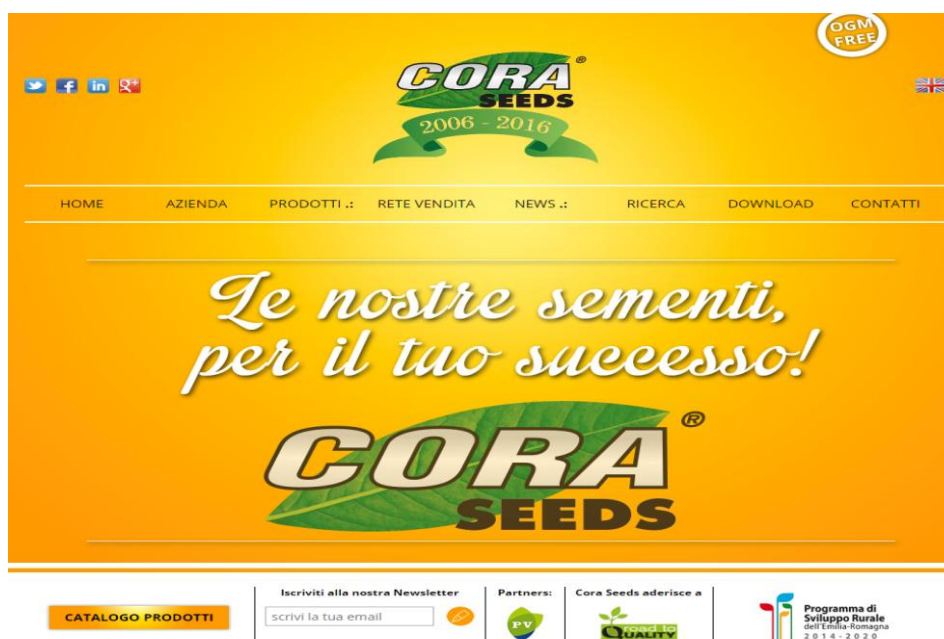 OGM
FREE
CORA®
SEEDS
2006 - 2016
HOME AZIENDA PRODOTTI .: RETE VENDITA NEWS .: RICERCA DOWNLOAD CONTATTI
Le nostre sementi,
per il tuo successo!
CORA®
SEEDS
CATALOGO PRODOTTI
Iscriviti alla nostra Newsletter
scrivi la tua email
Partners:
PV
Cora Seeds aderisce a
road to
QUALITY
Programma di
Sviluppo Rurale
dell'Emilia-Romagna
2014-2020